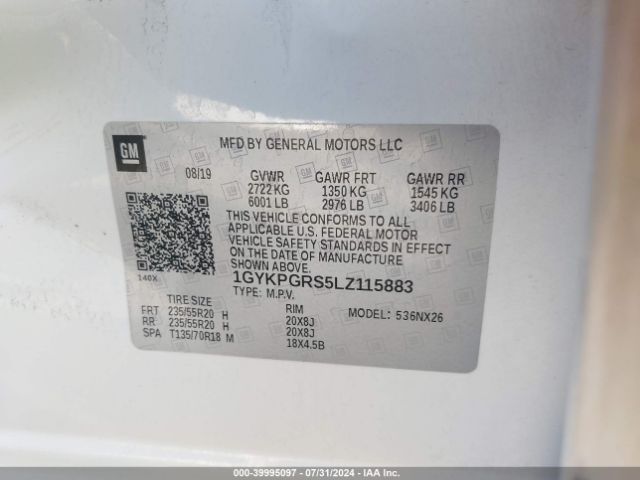 GM
MFD BY GENERAL MOTORS LLC
08/19 GVWR GAWR FRT GAWR RR
2722 KG 1350 KG 1545 KG
6001 LB 2976 LB 3406 LB
THIS VEHICLE CONFORMS TO ALL
APPLICABLE U.S. FEDERAL MOTOR
VEHICLE SAFETY STANDARDS IN EFFECT
ON THE DATE OF MANUFACTURE
SHOWN ABOVE.
140X
1GYKPGRS5LZ115883
TYPE: M.P.V.
TIRE SIZE RIM MODEL: 536NX26
FRT 235/55R20 H 20X8J
RR: 235/55R20 H 20X8J
SPA T135/70R18 M 18X4.5B
000-39995097 - 07/31/2024 - IAA Inc.